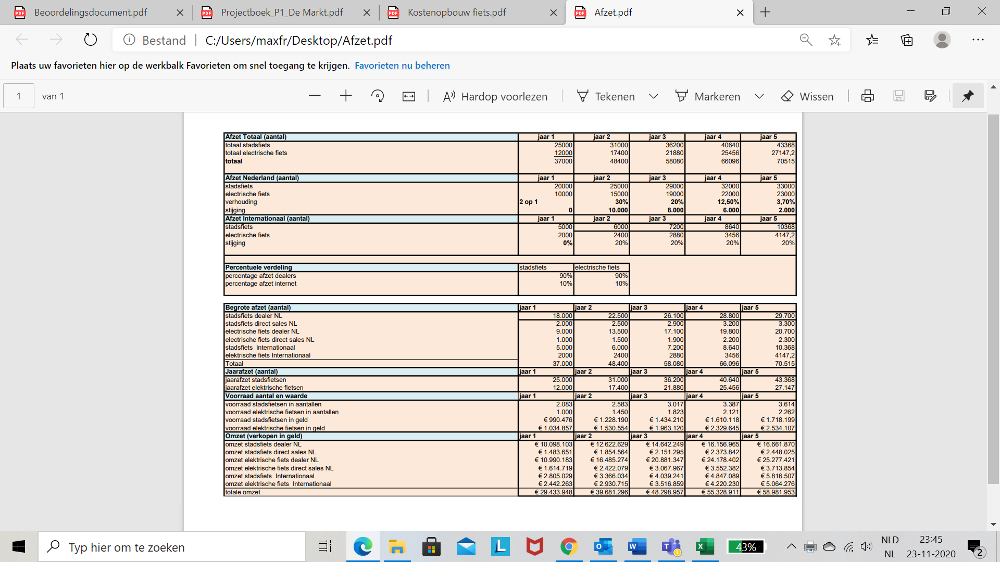 Beoordelingsdocument.pdf
Projectboek_P1_De Markt.pdf
Kostenopbouw fiets.pdf
Afzet.pdf
Bestand | C:/Users/maxfr/Desktop/Afzet.pdf
Plaats uw favorieten hier op de werkbalk Favorieten om snel toegang te krijgen. Favorieten nu beheren
1 van 1
Hardop voorlezen
Tekenen
Markeren
Wissen
Afzet Totaal (aantal) jaar 1 jaar 2 jaar 3 jaar 4 jaar 5
totaal stadsfiets 25000 31000 36200 40640 43368
totaal electrische fiets 12000 17400 21880 25456 27147,2
totaal 37000 48400 58080 66096 70515
Afzet Nederland (aantal) jaar 1 jaar 2 jaar 3 jaar 4 jaar 5
stadsfiets 20000 25000 29000 32000 33000
electrische fiets 10000 15000 19000 22000 23000
verhouding 2 op 1 30% 20% 12,50% 3,70%
stijging 0 10.000 8.000 6.000 2.000
Afzet Internationaal (aantal) jaar 1 jaar 2 jaar 3 jaar 4 jaar 5
stadsfiets 5000 6000 7200 8640 10368
electrische fiets 2000 2400 2880 3456 4147,2
stijging 0% 20% 20% 20% 20%
Percentuele verdeling stadsfiets electrische fiets
percentage afzet dealers 90% 90%
percentage afzet internet 10% 10%
Begrote afzet (aantal) jaar 1 jaar 2 jaar 3 jaar 4 jaar 5
stadsfiets dealer NL 18.000 22.500 26.100 28.800 29.700
stadsfiets direct sales NL 2.000 2.500 2.900 3.200 3.300
electrische fiets dealer NL 9.000 13.500 17.100 19.800 20.700
electrische fiets direct sales NL 1.000 1.500 1.900 2.200 2.300
stadsfiets Internationaal 5.000 6.000 7.200 8.640 10.368
elektrische fiets Internationaal 2000 2400 2880 3456 4147,2
Totaal 37.000 48.400 58.080 66.096 70.515
Jaarafzet (aantal) jaar 1 jaar 2 jaar 3 jaar 4 jaar 5
jaarafzet stadsfietsen 25.000 31.000 36.200 40.640 43.368
jaarafzet elektrische fietsen 12.000 17.400 21.880 25.456 27.147
Voorraad aantal en waarde jaar 1 jaar 2 jaar 3 jaar 4 jaar 5
voorraad stadsfietsen in aantallen 2.083 2.583 3.017 3.387 3.614
voorraad elektrische fietsen in aantallen 1.000 1.450 1.823 2.121 2.262
voorraad stadsfietsen in geld € 990.476 € 1.228.190 € 1.434.210 € 1.610.118 € 1.718.199
voorraad elektrische fietsen in geld € 1.034.857 € 1.530.554 € 1.963.120 € 2.329.645 € 2.534.107
Omzet (verkopen in geld) jaar 1 jaar 2 jaar 3 jaar 4 jaar 5
omzet stadsfiets dealer NL € 10.098.103 € 12.622.629 € 14.642.249 € 16.156.965 € 16.661.870
omzet stadsfiets direct sales NL € 1.483.651 € 1.854.564 € 2.151.295 € 2.373.842 € 2.448.025
omzet elektrische fiets dealer NL € 10.990.183 € 16.485.274 € 20.881.347 € 24.178.402 € 25.277.421
omzet elektrische fiets direct sales NL € 1.614.719 € 2.422.079 € 3.067.967 € 3.552.382 € 3.713.854
omzet stadsfiets Internationaal € 2.805.029 € 3.366.034 € 4.039.241 € 4.847.089 € 5.816.507
omzet elektrische fiets Internationaal € 2.442.263 € 2.930.715 € 3.516.859 € 4.220.230 € 5.064.276
totale omzet € 29.433.948 € 39.681.296 € 48.298.957 € 55.328.911 € 58.981.953
Typ hier om te zoeken
43%
NLD 23:45
NL 23-11-2020
2